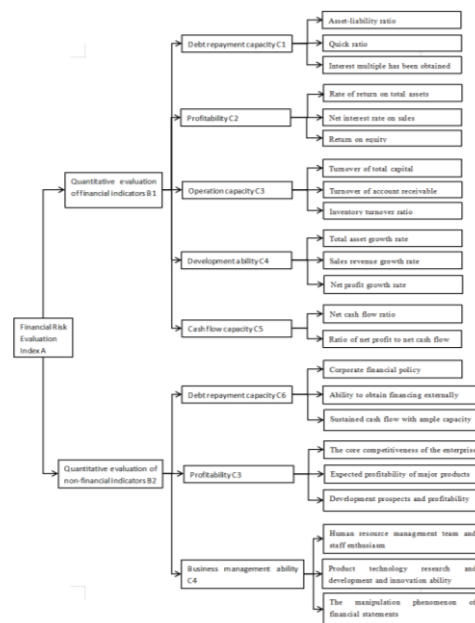 Financial Risk
Evaluation
Index A
Quantitative evaluation
of financial indicators B1
Debt repayment capacity C1
Asset-liability ratio
Quick ratio
Interest multiple has been obtained
Profitability C2
Rate of return on total assets
Net interest rate on sales
Return on equity
Operation capacity C3
Turnover of total capital
Turnover of account receivable
Inventory turnover ratio
Development ability C4
Total asset growth rate
Sales revenue growth rate
Net profit growth rate
Cash flow capacity C5
Net cash flow ratio
Ratio of net profit to net cash flow
Quantitative evaluation of
non-financial indicators B2
Debt repayment capacity C6
Corporate financial policy
Ability to obtain financing externally
Sustained cash flow with ample capacity
Profitability C3
The core competitiveness of the enterprise
Expected profitability of major products
Development prospects and profitability
Business management ability
C4
Human resource management team and
staff enthusiasm
Product technology research and
development and innovation ability
The manipulation phenomenon of
financial statements